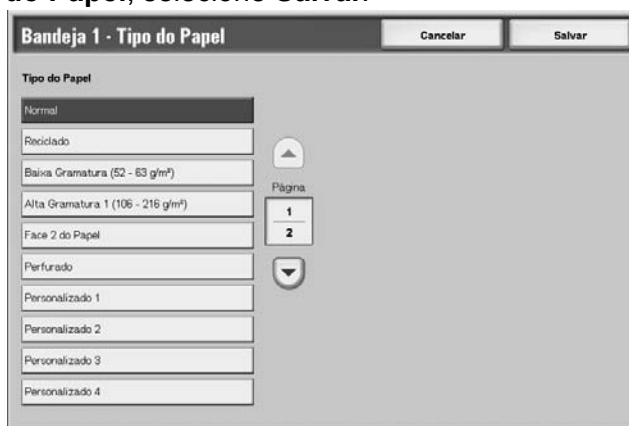 do Papel, selecione Salvar.
Bandeja 1 - Tipo do Papel Cancelar Salvar
Tipo do Papel
Normal
Reciclado
Baixa Gramatura (52 - 63 g/m²)
Alta Gramatura 1 (106 - 216 g/m²)
Face 2 do Papel
Perfurado
Personalizado 1
Personalizado 2
Personalizado 3
Personalizado 4
Página
1
2